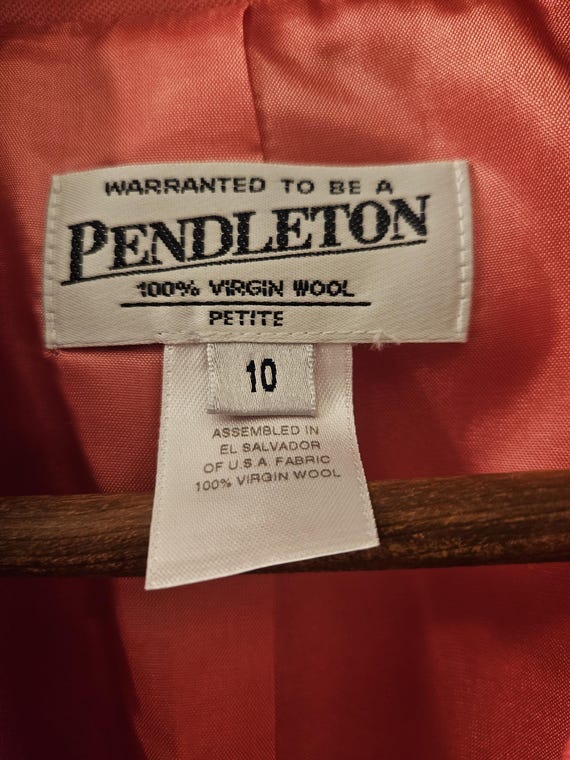 WARRANTED TO BE A
PENDLETON
100% VIRGIN WOOL
PETITE
10
ASSEMBLED IN
EL SALVADOR
OF U.S.A. FABRIC
100% VIRGIN WOOL